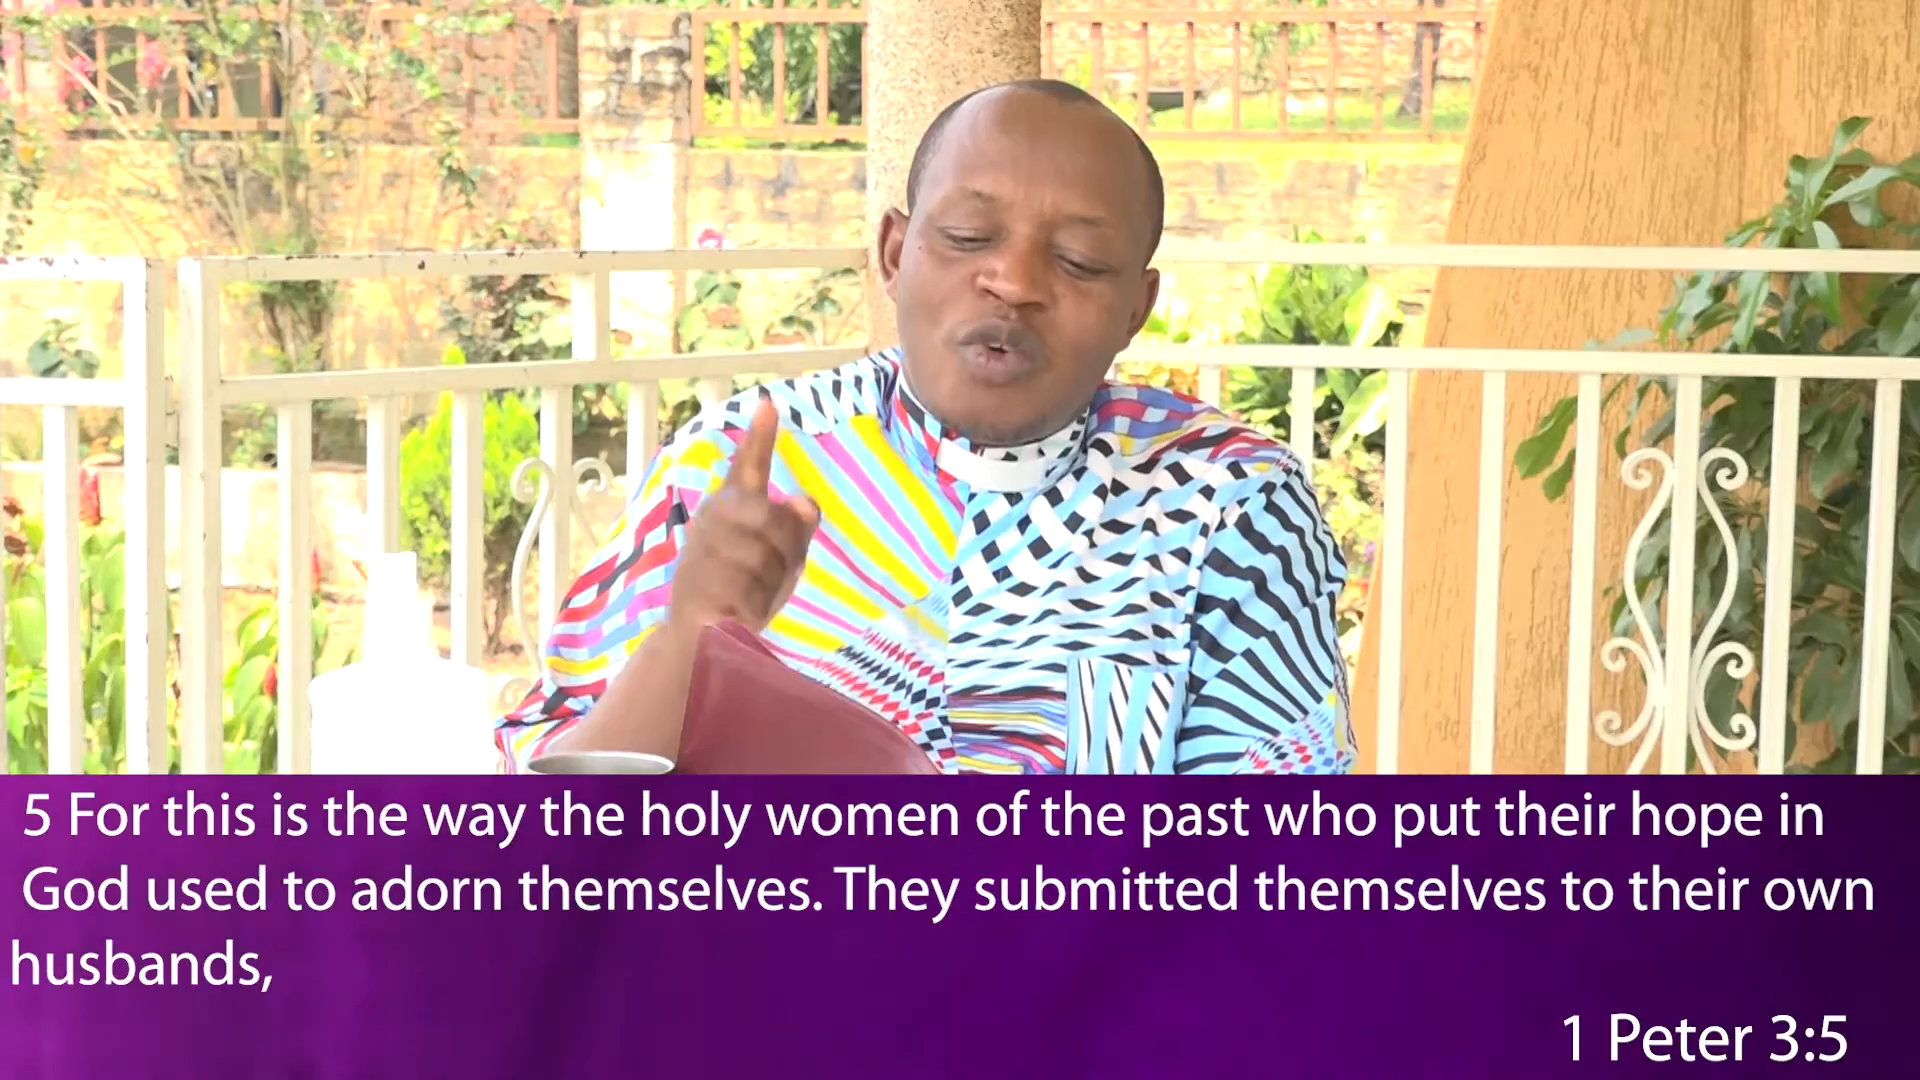 5 For this is the way the holy women of the past who put their hope in
God used to adorn themselves. They submitted themselves to their own
husbands,
1 Peter 3:5